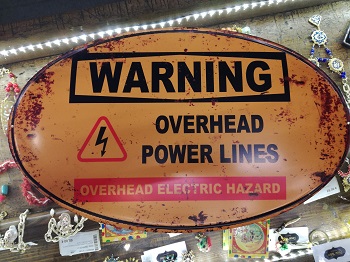 WARNING
OVERHEAD
POWER LINES
OVERHEAD ELECTRIC HAZARD